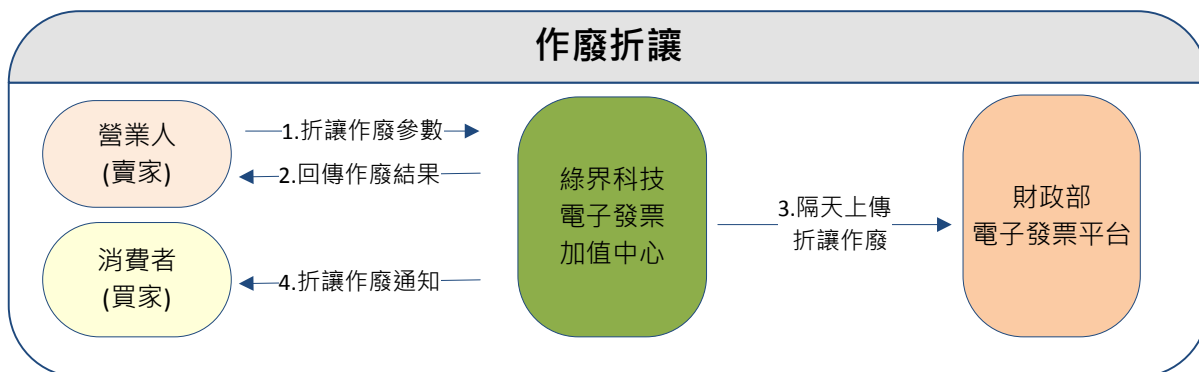 作廢折讓
營業人
(賣家)
1.折讓作廢參數
2.回傳作廢結果
消費者
(買家)
4.折讓作廢通知
綠界科技
電子發票
加值中心
3.隔天上傳
折讓作廢
財政部
電子發票平台